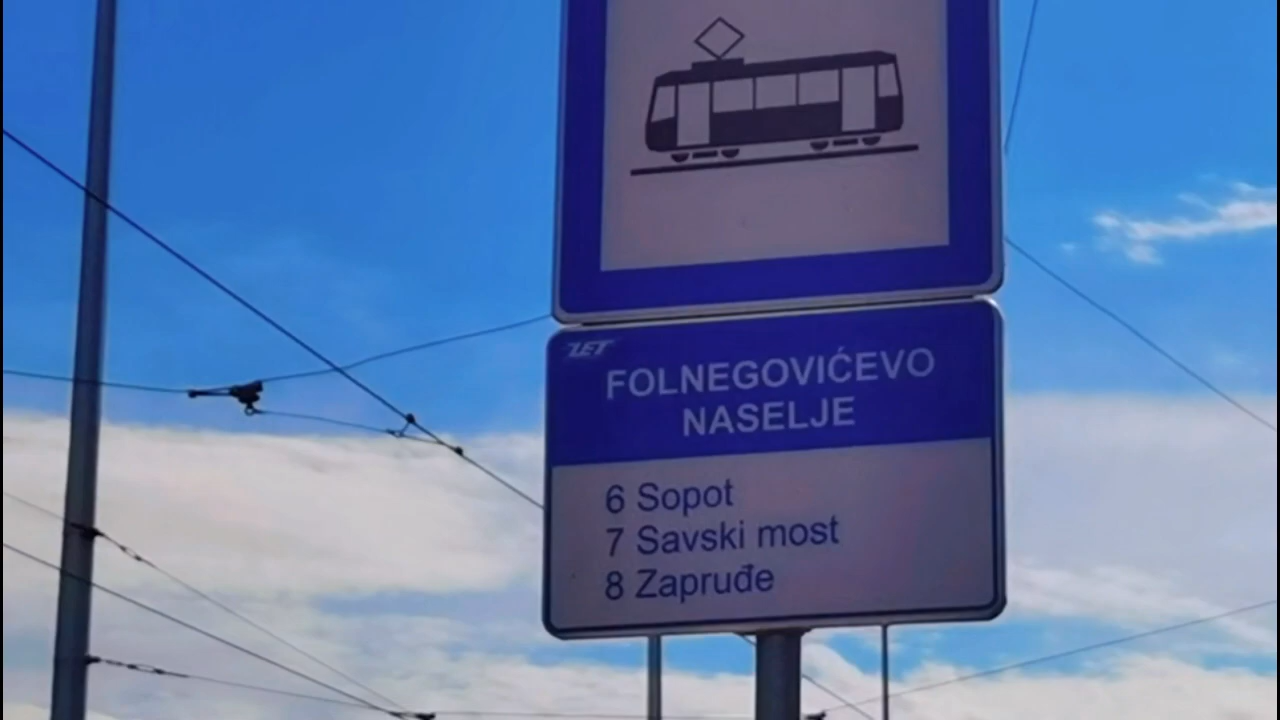 ZET
FOLNEGOVIĆEVO
NASELJE
6 Sopot
7 Savski most
8 Zapruđe